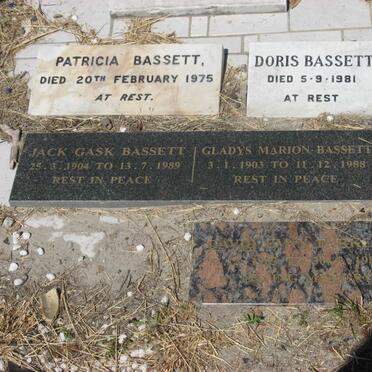 PATRICIA BASSETT,
DIED 20TH FEBRUARY 1975
AT REST.
DORIS BASSETT
DIED 5-9-1981
AT REST
JACK GASK BASSETT
25.3.1904 TO 13.7.1989
REST IN PEACE
GLADYS MARION BASSETT
3.1.1903 TO 11.12.1988
REST IN PEACE